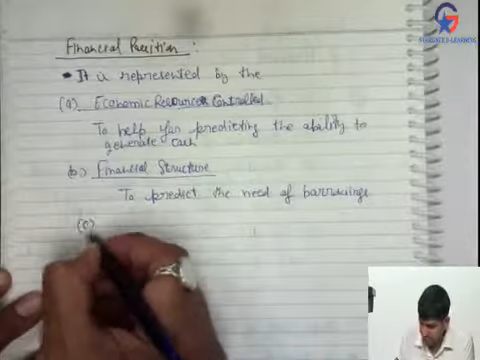 Financial Position :
• It is represented by the
(a) Economic Resources Controlled
To help for predicting the ability to
generate cash
(b) Financial Structure
To predict the need of borrowings
(c)